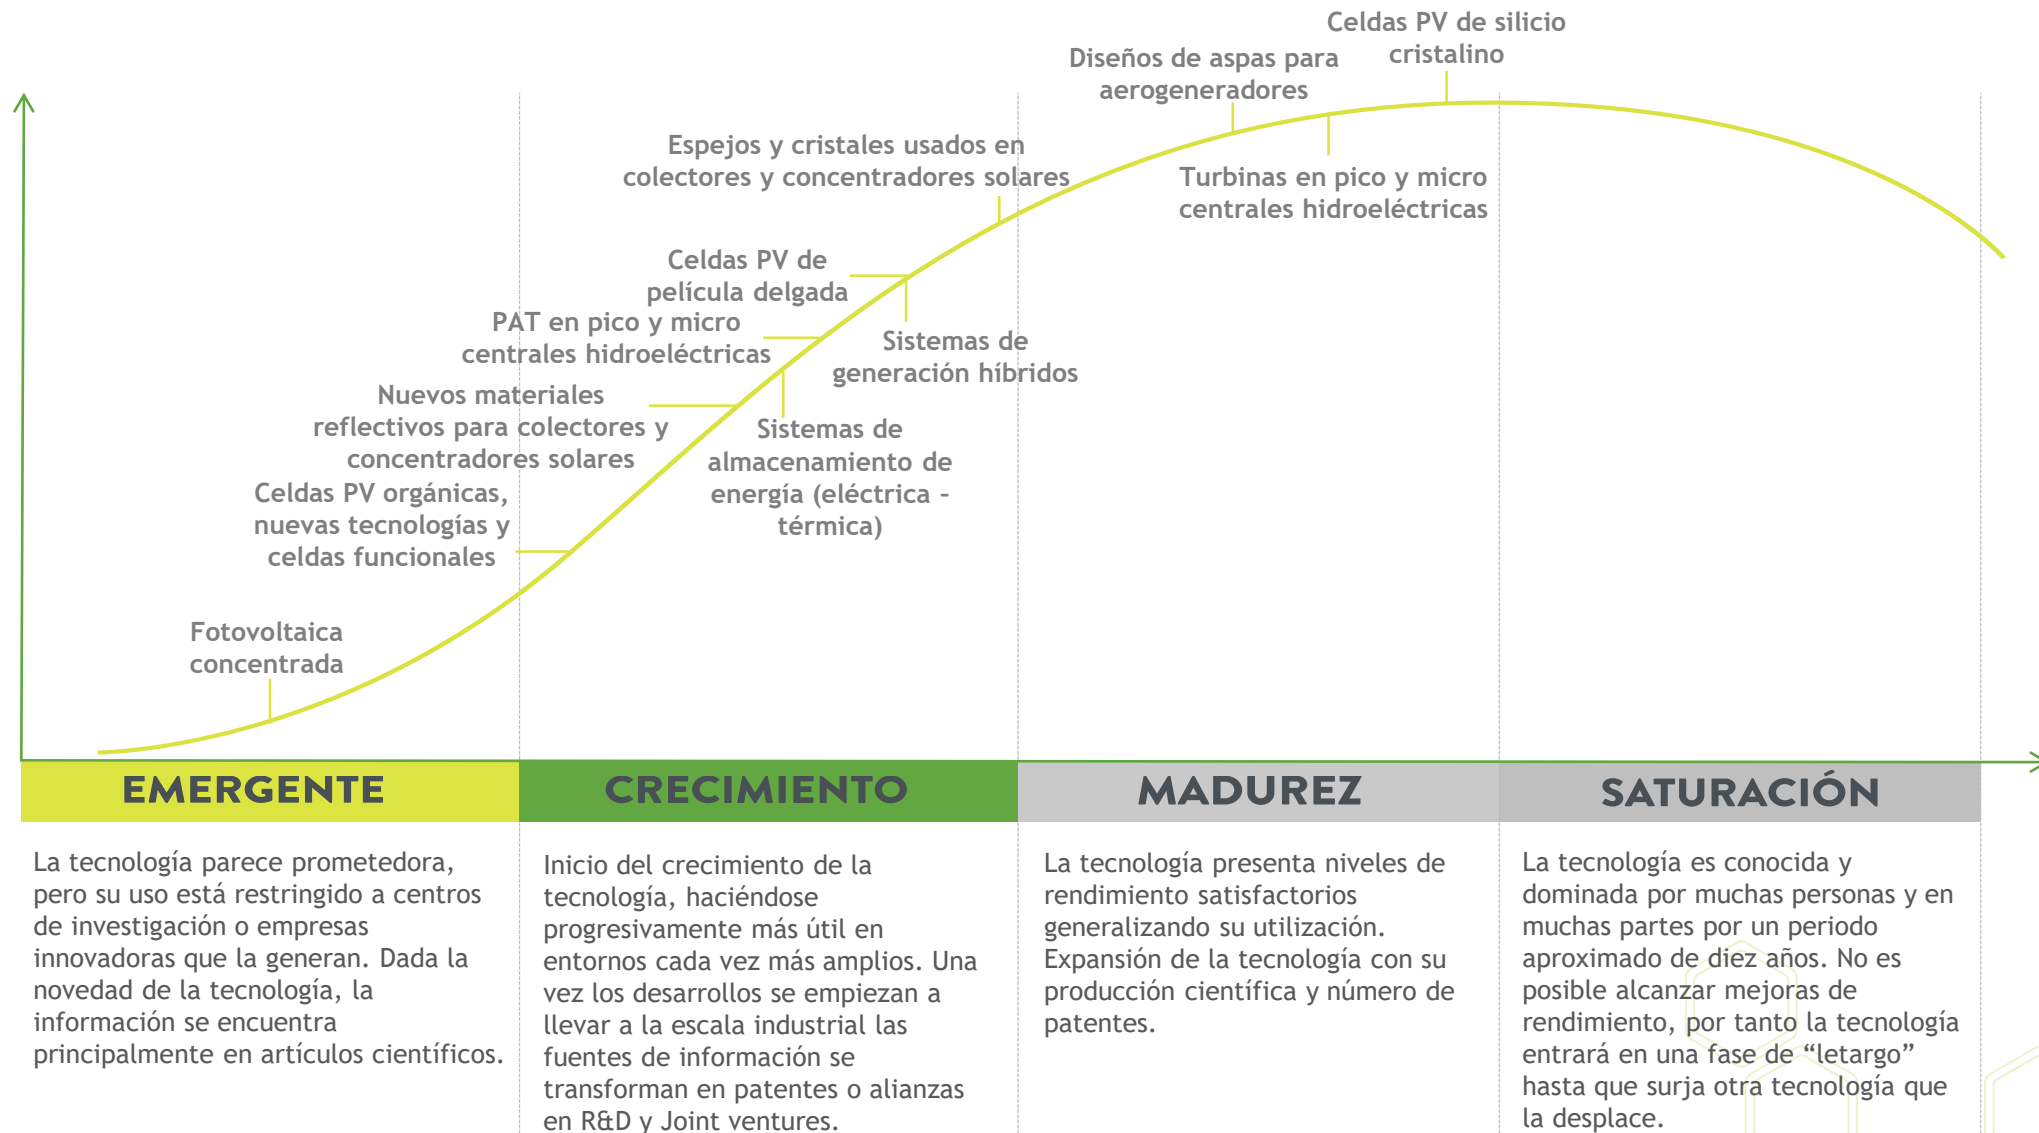 Celdas PV de silicio
cristalino
Diseños de aspas para
aerogeneradores
Espejos y cristales usados en
colectores y concentradores solares
Turbinas en pico y micro
centrales hidroeléctricas
Celdas PV de
película delgada
PAT en pico y micro
centrales hidroeléctricas
Sistemas de
generación híbridos
Nuevos materiales
reflectivos para colectores y
concentradores solares
Sistemas de
almacenamiento de
energía (eléctrica –
térmica)
Celdas PV orgánicas,
nuevas tecnologías y
celdas funcionales
Fotovoltaica
concentrada
EMERGENTE
CRECIMIENTO
MADUREZ
SATURACIÓN
La tecnología parece prometedora,
pero su uso está restringido a centros
de investigación o empresas
innovadoras que la generan. Dada la
novedad de la tecnología, la
información se encuentra
principalmente en artículos científicos.
Inicio del crecimiento de la
tecnología, haciéndose
progresivamente más útil en
entornos cada vez más amplios. Una
vez los desarrollos se empiezan a
llevar a la escala industrial las
fuentes de información se
transforman en patentes o alianzas
en R&D y Joint ventures.
La tecnología presenta niveles de
rendimiento satisfactorios
generalizando su utilización.
Expansión de la tecnología con su
producción científica y número de
patentes.
La tecnología es conocida y
dominada por muchas personas y en
muchas partes por un periodo
aproximado de diez años. No es
posible alcanzar mejoras de
rendimiento, por tanto la tecnología
entrará en una fase de “letargo”
hasta que surja otra tecnología que
la desplace.